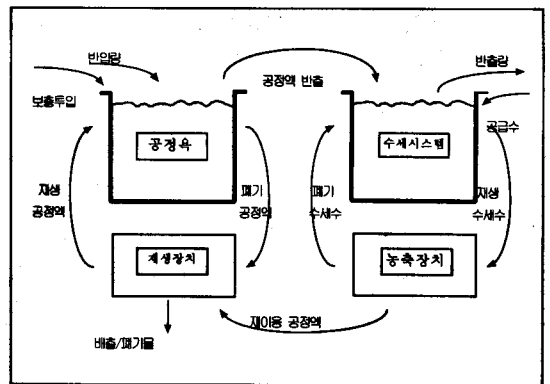 반입량
반출량
공정액 반출
보충투입
공급수
공정욕
수세시스템
재생
공정액
폐기
공정액
폐기
수세수
재생
수세수
재생장치
농축장치
재이용 공정액
배출/폐기물